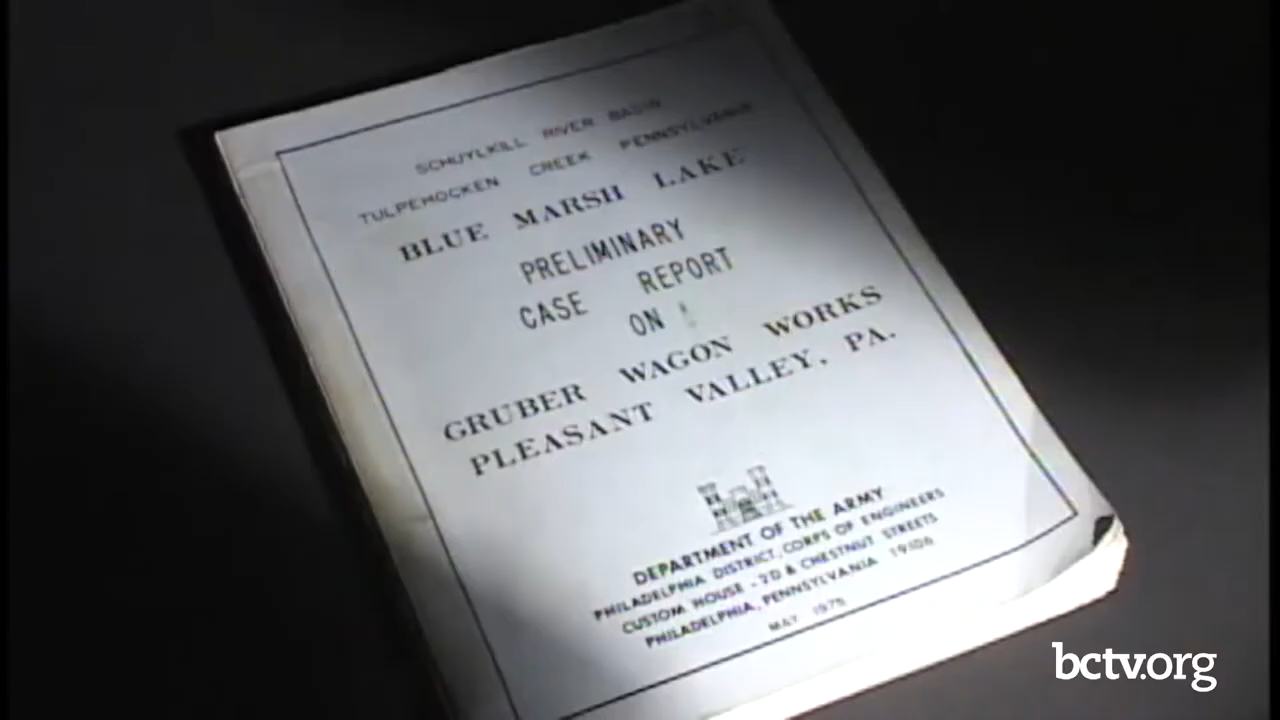 SCHUYLKILL RIVER BASIN
TULPEHOCKEN CREEK PENNSYLVANIA
BLUE MARSH LAKE
PRELIMINARY
CASE REPORT
ON
GRUBER WAGON WORKS
PLEASANT VALLEY, PA.
DEPARTMENT OF THE ARMY
PHILADELPHIA DISTRICT, CORPS OF ENGINEERS
CUSTOM HOUSE - 2D & CHESTNUT STREETS
PHILADELPHIA, PENNSYLVANIA 19106
MAY
bctv.org